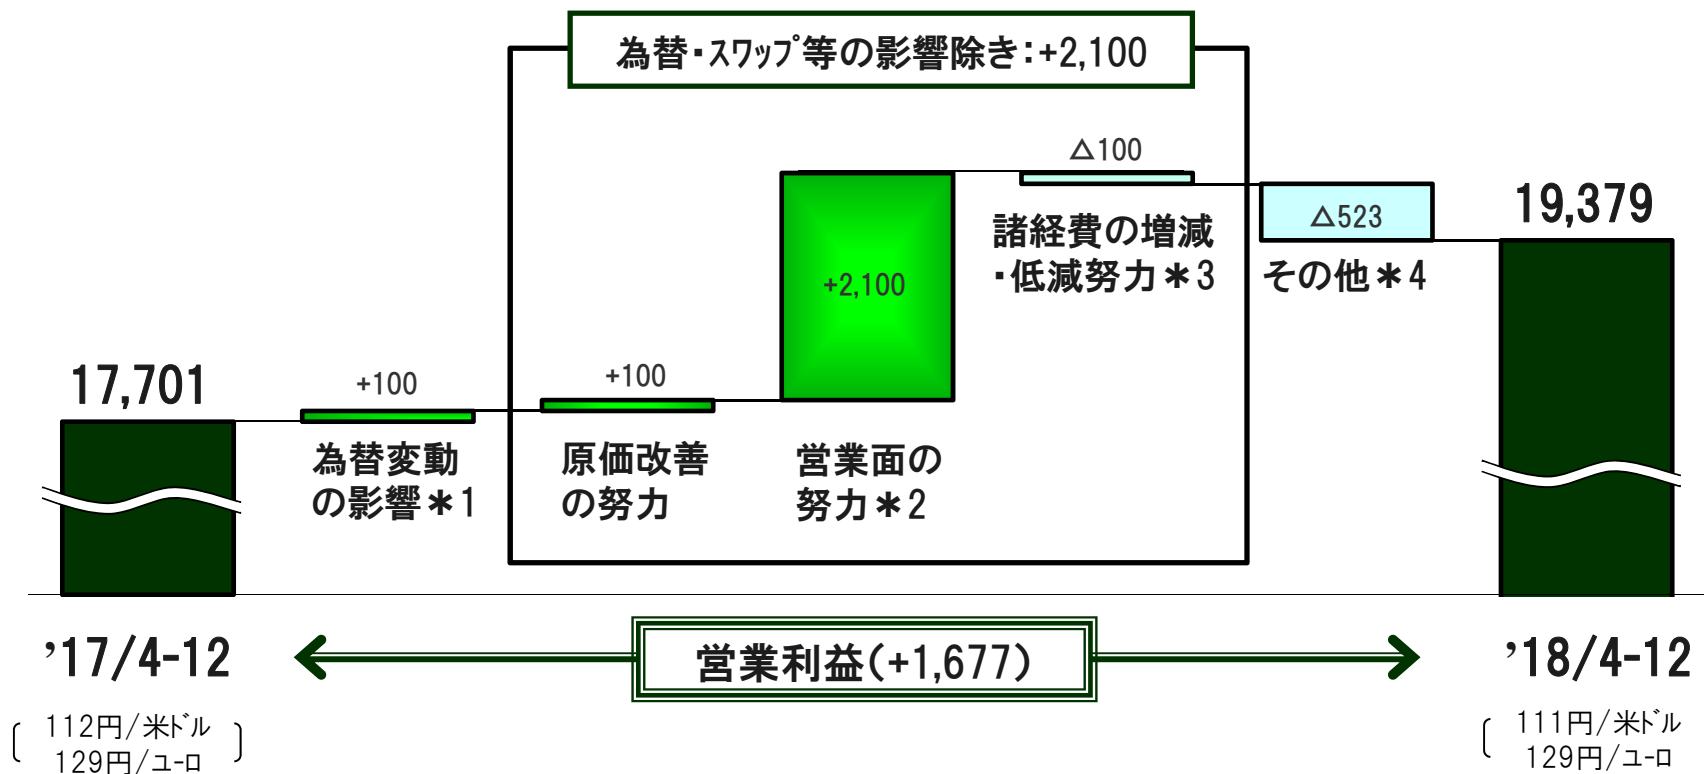 為替・スワップ等の影響除き：+2,100
△100
諸経費の増減
・低減努力＊3
△523
その他＊4
19,379
+2,100
17,701
+100
為替変動
の影響＊1
+100
原価改善
の努力
営業面の
努力＊2
’17/4-12
営業利益(+1,677)
’18/4-12
112円/米ドル
129円/ユーロ
111円/米ドル
129円/ユーロ